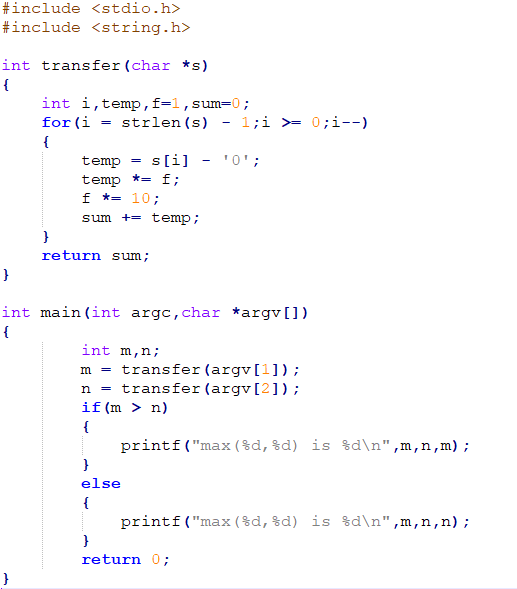 #include <stdio.h>
#include <string.h>

int transfer(char *s)
{
    int i,temp,f=1,sum=0;
    for(i = strlen(s) - 1;i >= 0;i--)
    {
        temp = s[i] - '0';
        temp *= f;
        f *= 10;
        sum += temp;
    }
    return sum;
}

int main(int argc,char *argv[])
{
        int m,n;
        m = transfer(argv[1]);
        n = transfer(argv[2]);
        if(m > n)
        {
            printf("max(%d,%d) is %d\n",m,n,m);
        }
        else
        {
            printf("max(%d,%d) is %d\n",m,n,n);
        }
        return 0;
}